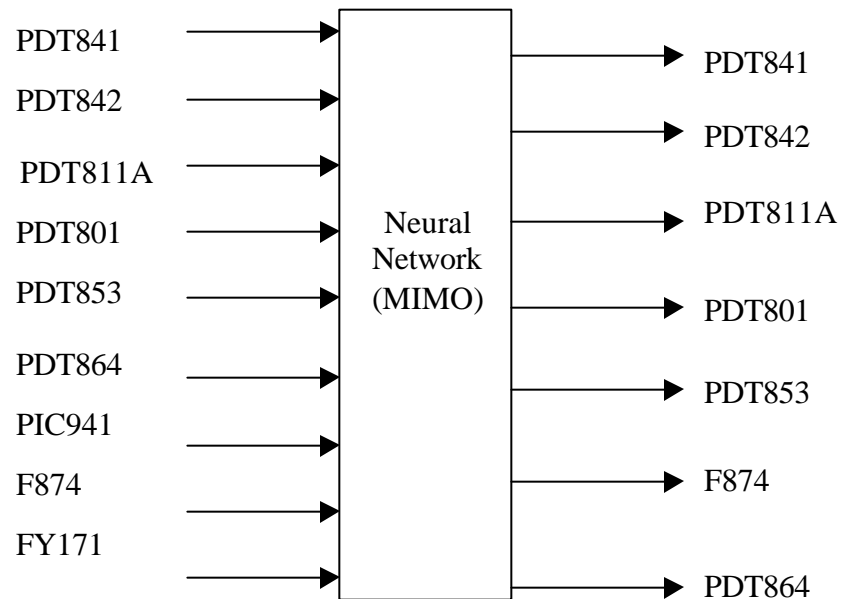 PDT841
PDT842
PDT811A
PDT801
PDT853
PDT864
PIC941
F874
FY171
Neural
Network
(MIMO)
PDT841
PDT842
PDT811A
PDT801
PDT853
F874
PDT864